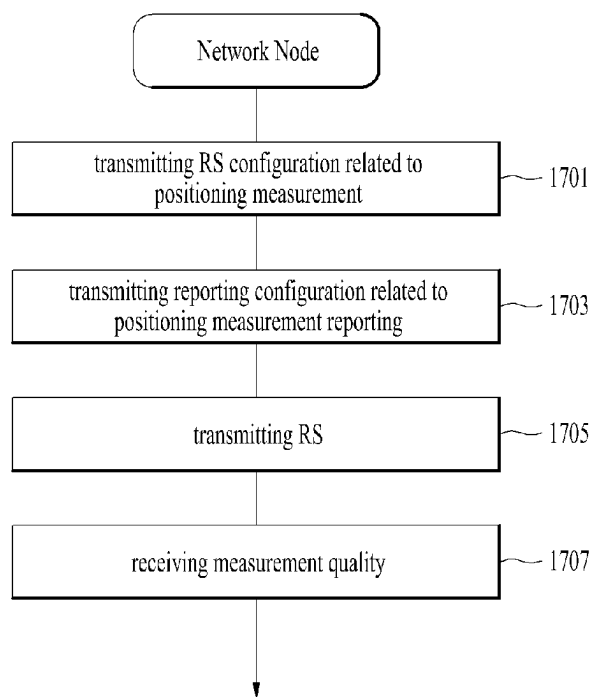 Network Node
transmitting RS configuration related to
positioning measurement
1701
transmitting reporting configuration related to
positioning measurement reporting
1703
transmitting RS
1705
receiving measurement quality
1707